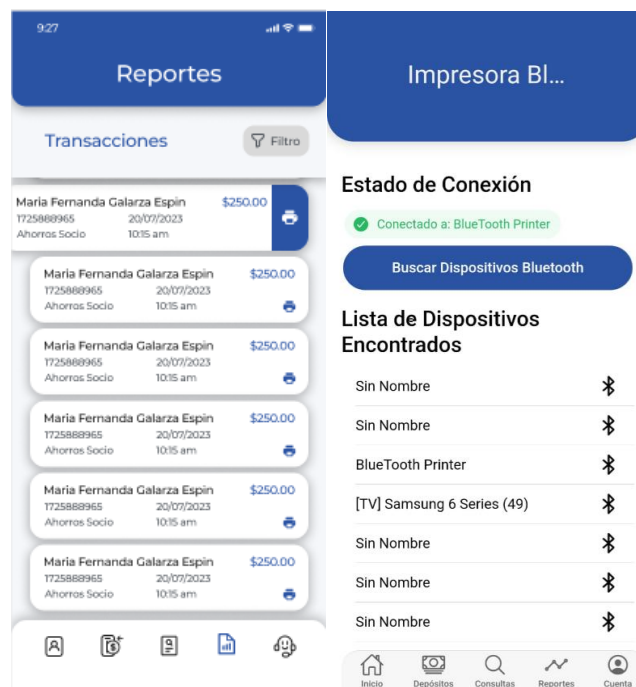 9:27
Reportes
Transacciones
Filtro
Maria Fernanda Galarza Espin $250.00
1725888965 20/07/2023
Ahorros Socio 10:15 am
Maria Fernanda Galarza Espin $250.00
1725888965 20/07/2023
Ahorros Socio 10:15 am
Maria Fernanda Galarza Espin $250.00
1725888965 20/07/2023
Ahorros Socio 10:15 am
Maria Fernanda Galarza Espin $250.00
1725888965 20/07/2023
Ahorros Socio 10:15 am
Maria Fernanda Galarza Espin $250.00
1725888965 20/07/2023
Ahorros Socio 10:15 am
Maria Fernanda Galarza Espin $250.00
1725888965 20/07/2023
Ahorros Socio 10:15 am
Impresora Bl...
Estado de Conexión
Conectado a: BlueTooth Printer
Buscar Dispositivos Bluetooth
Lista de Dispositivos
Encontrados
Sin Nombre
Sin Nombre
BlueTooth Printer
[TV] Samsung 6 Series (49)
Sin Nombre
Sin Nombre
Sin Nombre
Inicio Depósitos Consultas Reportes Cuenta